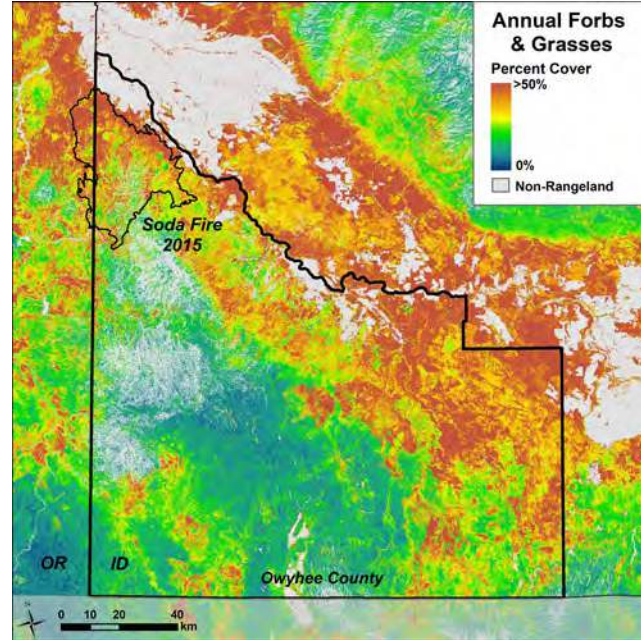 Annual Forbs
& Grasses
Percent Cover
>50%
0%
Non-Rangeland
Soda Fire
2015
OR
ID
Owyhee County
0 10 20 40
km